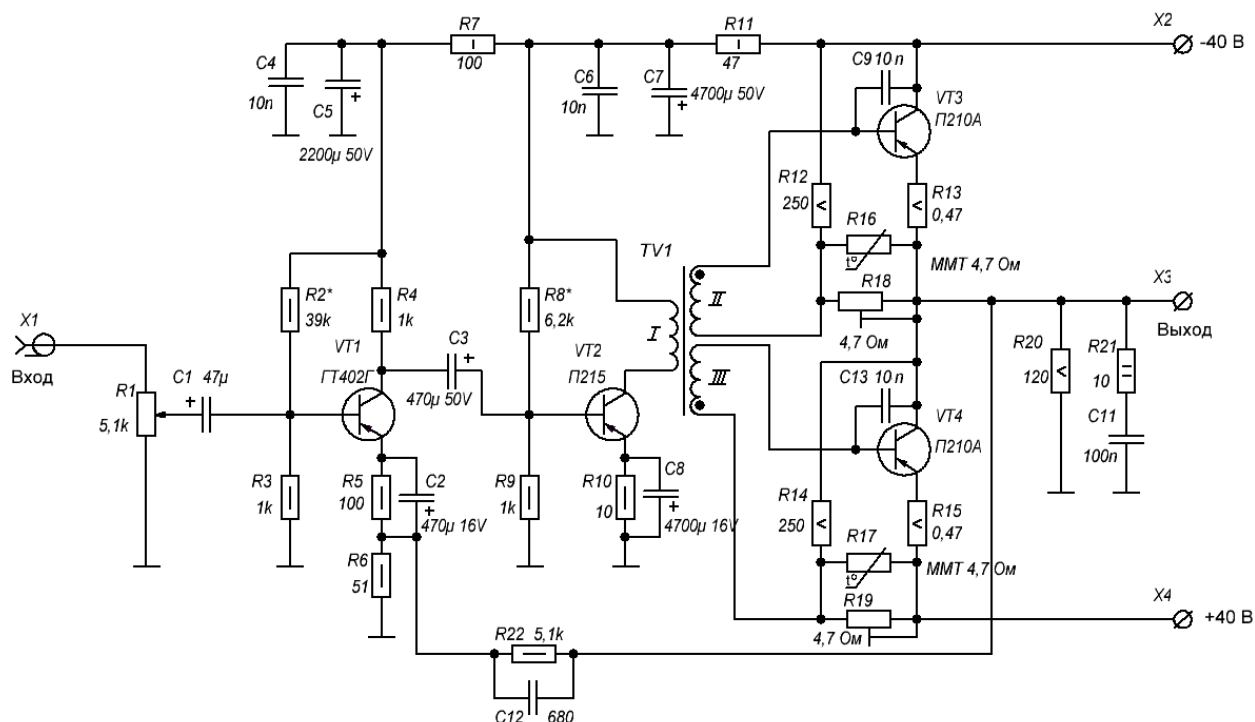 R7
100
R11
47
X2
-40 В
C4
10n
C5
2200µ 50V
C6
10n
C7
4700µ 50V
C9 10n
VT3
П210А
R12
250
R13
0,47
R16
t°
ММТ 4,7 Ом
TV1
I
II
III
R2*
39k
R4
1k
R8*
6,2k
X1
Вход
R1
5,1k
C1 47µ
VT1
ГТ402Г
C3
470µ 50V
VT2
П215
R18
4,7 Ом
X3
Выход
R20
120
R21
10
C11
100n
C13 10n
VT4
П210А
R3
1k
R5
100
C2
470µ 16V
R9
1k
R10
10
C8
4700µ 16V
R14
250
R15
0,47
R17
t°
ММТ 4,7 Ом
R6
51
R19
4,7 Ом
X4
+40 В
R22 5,1k
C12 680